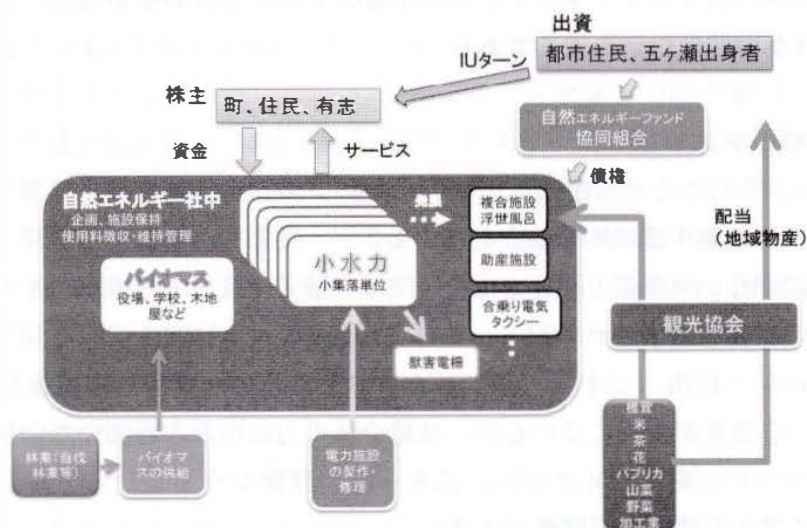 出資
都市住民、五ヶ瀬出身者
IUターン
株主
町、住民、有志
自然エネルギーファンド
協同組合
資金
サービス
債権
自然エネルギー社中
企画、施設保持
使用料徴収・維持管理
発展
複合施設
浮世風呂
配当
(地域物産)
バイオマス
役場、学校、木地
屋など
小水力
小集落単位
助産施設
合乗り電気
タクシー
観光協会
獣害電柵
林業(自伐
林業等)
バイオ
マスの供給
電力施設
の製作・
修理
米
茶
花
パプリカ
山菜
野菜
加工業